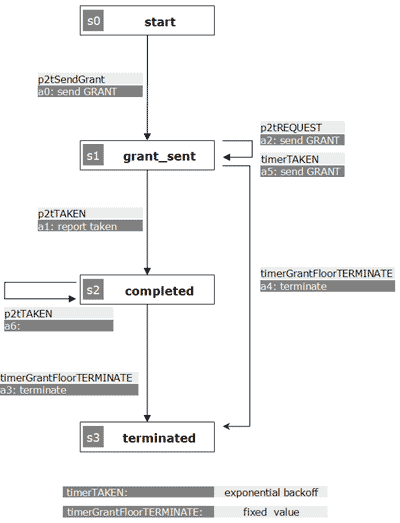 s0 start
p2tSendGrant
a0: send GRANT
s1 grant_sent
p2tREQUEST
a2: send GRANT
timerTAKEN
a5: send GRANT
p2tTAKEN
a1: report taken
timerGrantFloorTERMINATE
a4: terminate
s2 completed
p2tTAKEN
a6:
timerGrantFloorTERMINATE
a3: terminate
s3 terminated
timerTAKEN: exponential backoff
timerGrantFloorTERMINATE: fixed value